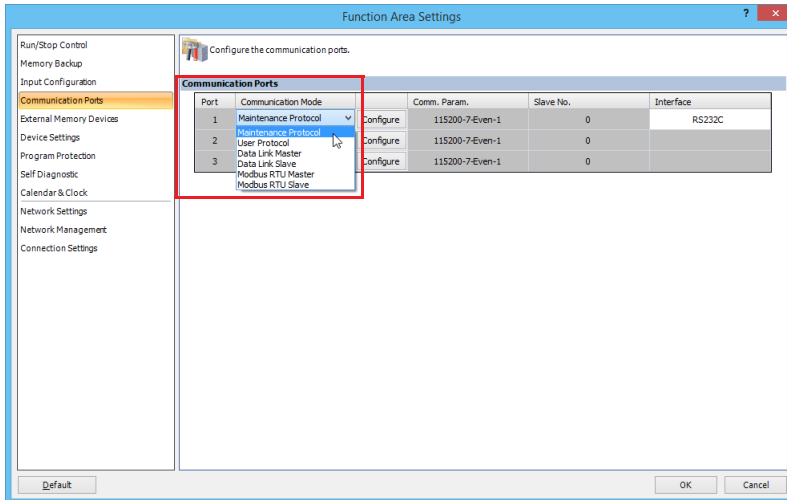 Function Area Settings ? ×
Run/Stop Control
Memory Backup
Input Configuration
Communication Ports
External Memory Devices
Device Settings
Program Protection
Self Diagnostic
Calendar & Clock
Network Settings
Network Management
Connection Settings
Configure the communication ports.
Communication Ports
Port Communication Mode Comm. Param. Slave No. Interface
1 Maintenance Protocol Configure 115200-7-Even-1 0 RS232C
2 Configure 115200-7-Even-1 0
3 Configure 115200-7-Even-1 0
Maintenance Protocol
User Protocol
Data Link Master
Data Link Slave
Modbus RTU Master
Modbus RTU Slave
Default OK Cancel